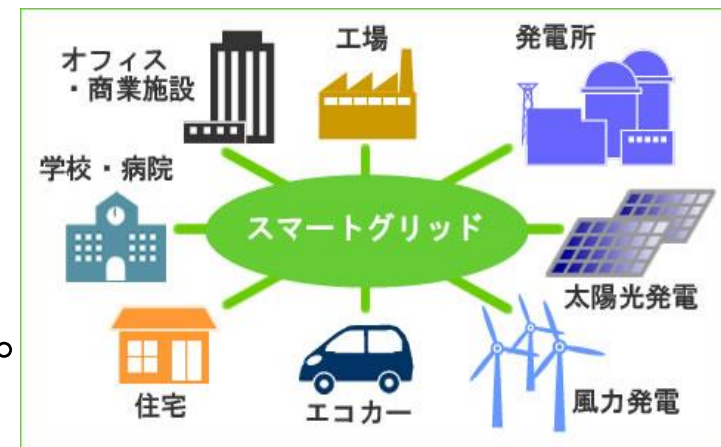 オフィス
・商業施設
工場
発電所
学校・病院
スマートグリッド
太陽光発電
住宅
エコカー
風力発電
。